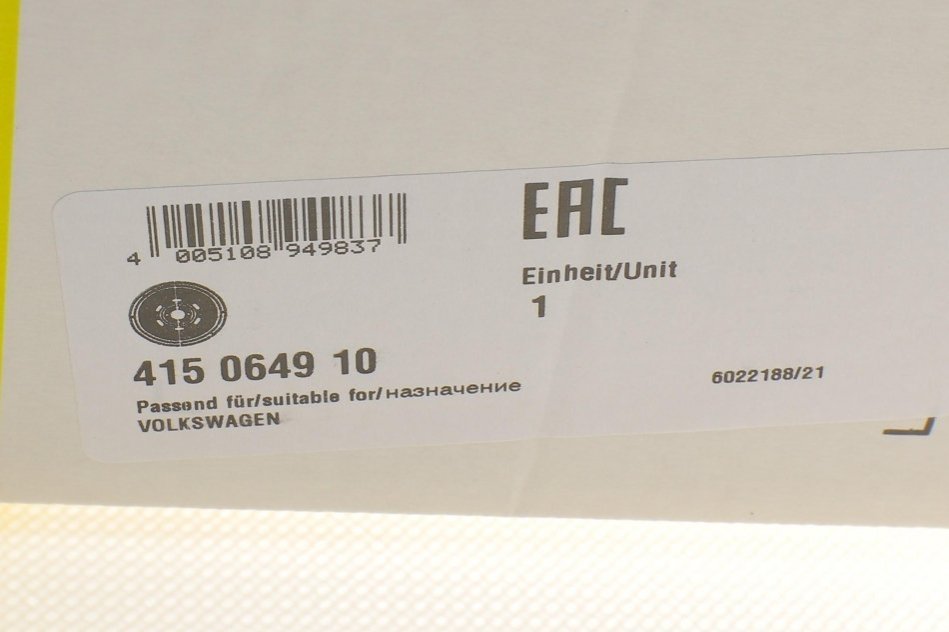 4 005108 949837
EAC
Einheit/Unit
1
415 0649 10
Passend für/suitable for/назначение
VOLKSWAGEN
6022188/21